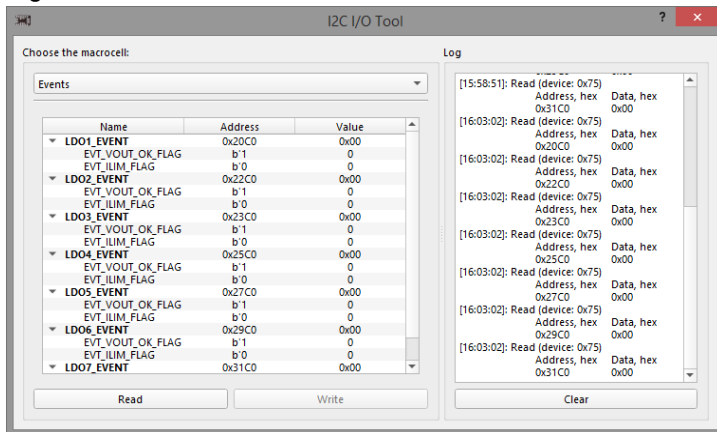 I2C I/O Tool
? ×
Choose the macrocell:
Events
Name Address Value
LDO1_EVENT 0x20C0 0x00
EVT_VOUT_OK_FLAG b'1 0
EVT_ILIM_FLAG b'0 0
LDO2_EVENT 0x22C0 0x00
EVT_VOUT_OK_FLAG b'1 0
EVT_ILIM_FLAG b'0 0
LDO3_EVENT 0x23C0 0x00
EVT_VOUT_OK_FLAG b'1 0
EVT_ILIM_FLAG b'0 0
LDO4_EVENT 0x25C0 0x00
EVT_VOUT_OK_FLAG b'1 0
EVT_ILIM_FLAG b'0 0
LDO5_EVENT 0x27C0 0x00
EVT_VOUT_OK_FLAG b'1 0
EVT_ILIM_FLAG b'0 0
LDO6_EVENT 0x29C0 0x00
EVT_VOUT_OK_FLAG b'1 0
EVT_ILIM_FLAG b'0 0
LDO7_EVENT 0x31C0 0x00
Read Write
Log
[15:58:51]: Read (device: 0x75)
Address, hex Data, hex
0x31C0 0x00
[16:03:02]: Read (device: 0x75)
Address, hex Data, hex
0x20C0 0x00
[16:03:02]: Read (device: 0x75)
Address, hex Data, hex
0x22C0 0x00
[16:03:02]: Read (device: 0x75)
Address, hex Data, hex
0x23C0 0x00
[16:03:02]: Read (device: 0x75)
Address, hex Data, hex
0x25C0 0x00
[16:03:02]: Read (device: 0x75)
Address, hex Data, hex
0x27C0 0x00
[16:03:02]: Read (device: 0x75)
Address, hex Data, hex
0x29C0 0x00
[16:03:02]: Read (device: 0x75)
Address, hex Data, hex
0x31C0 0x00
Clear